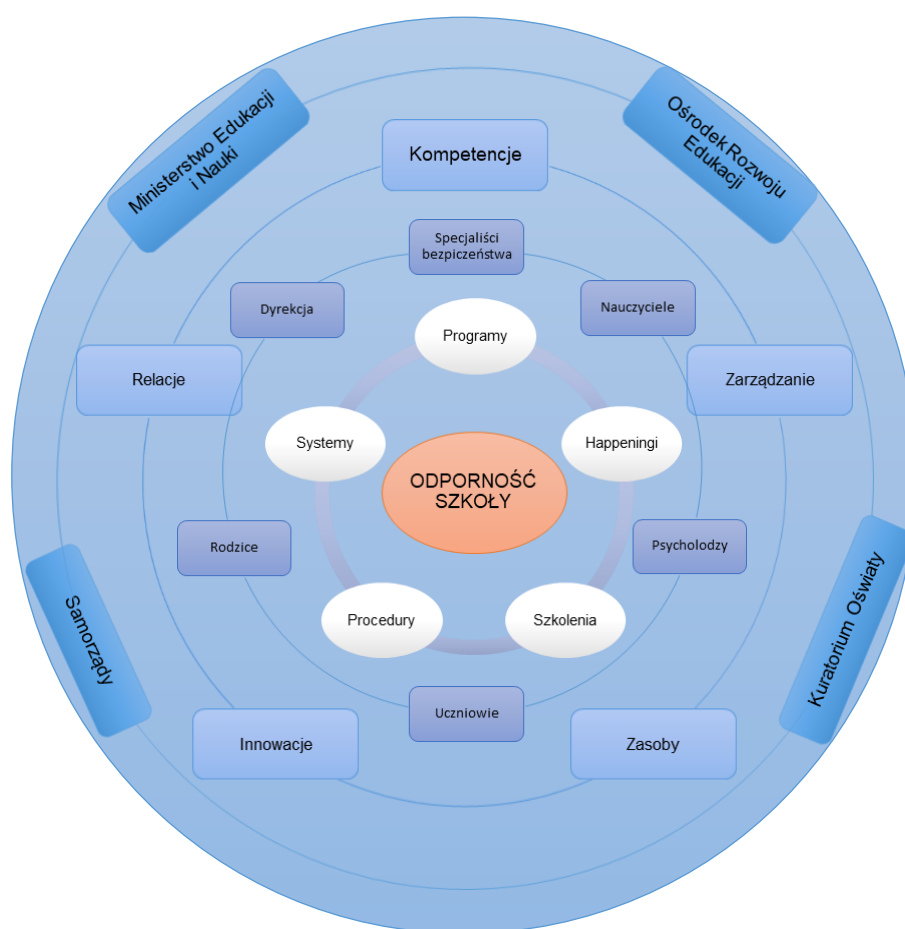 Ministerstwo Edukacji
i Nauki
Ośrodek Rozwoju
Edukacji
Kompetencje
Specjaliści
bezpiczeństwa
Dyrekcja
Nauczyciele
Programy
Relacje
Zarządzanie
Systemy
Happeningi
ODPORNOŚĆ
SZKOŁY
Rodzice
Psycholodzy
Samorządy
Kuratorium Oświaty
Procedury
Szkolenia
Uczniowie
Innowacje
Zasoby